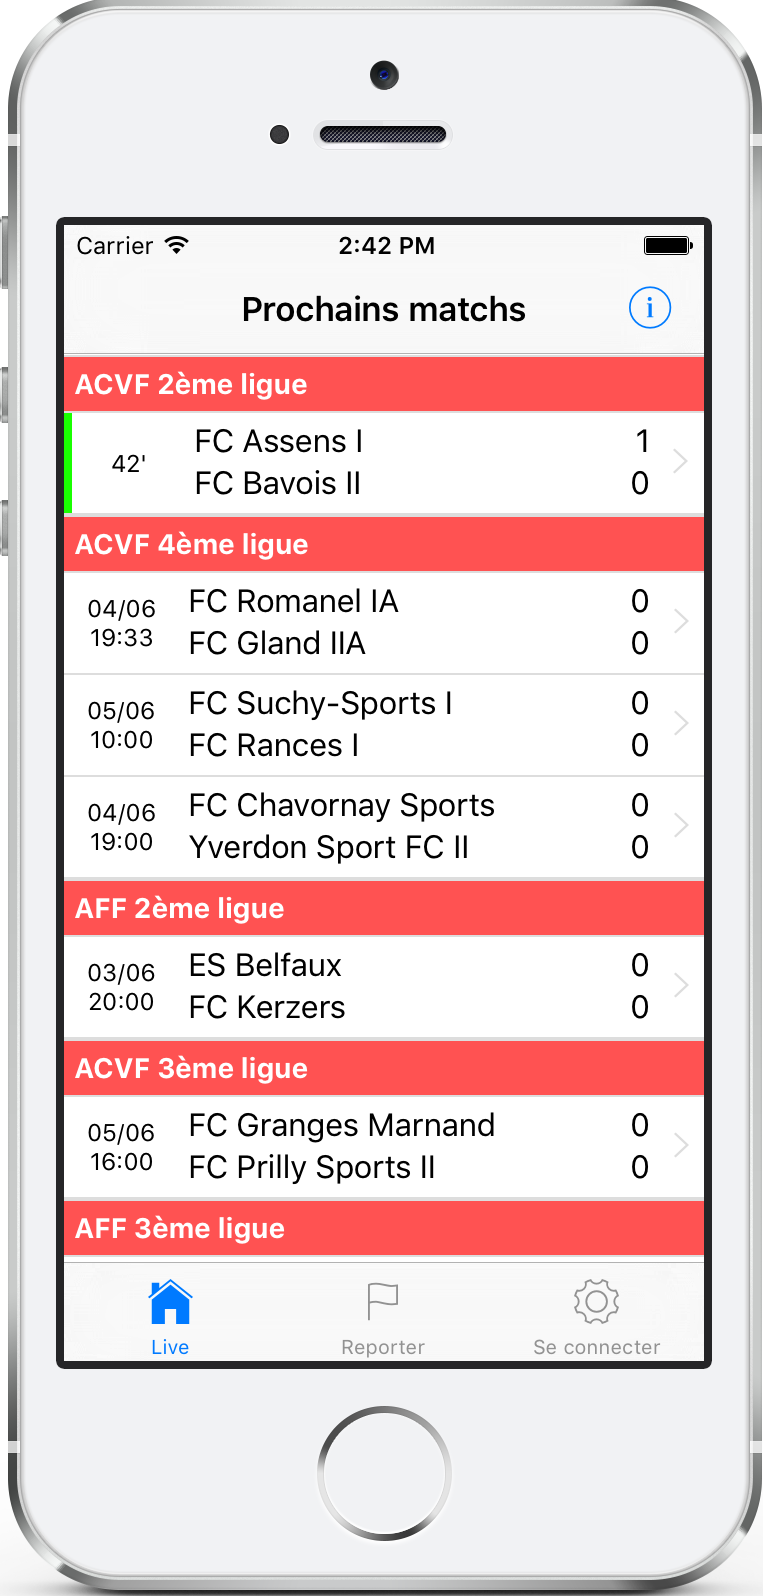 Carrier 2:42 PM
Prochains matchs
i
ACVF 2ème ligue
42' FC Assens I 1
FC Bavois II 0
ACVF 4ème ligue
04/06 FC Romanel IA 0
19:33 FC Gland IIA 0
05/06 FC Suchy-Sports I 0
10:00 FC Rances I 0
04/06 FC Chavornay Sports 0
19:00 Yverdon Sport FC II 0
AFF 2ème ligue
03/06 ES Belfaux 0
20:00 FC Kerzers 0
ACVF 3ème ligue
05/06 FC Granges Marnand 0
16:00 FC Prilly Sports II 0
AFF 3ème ligue
Live Reporter Se connecter